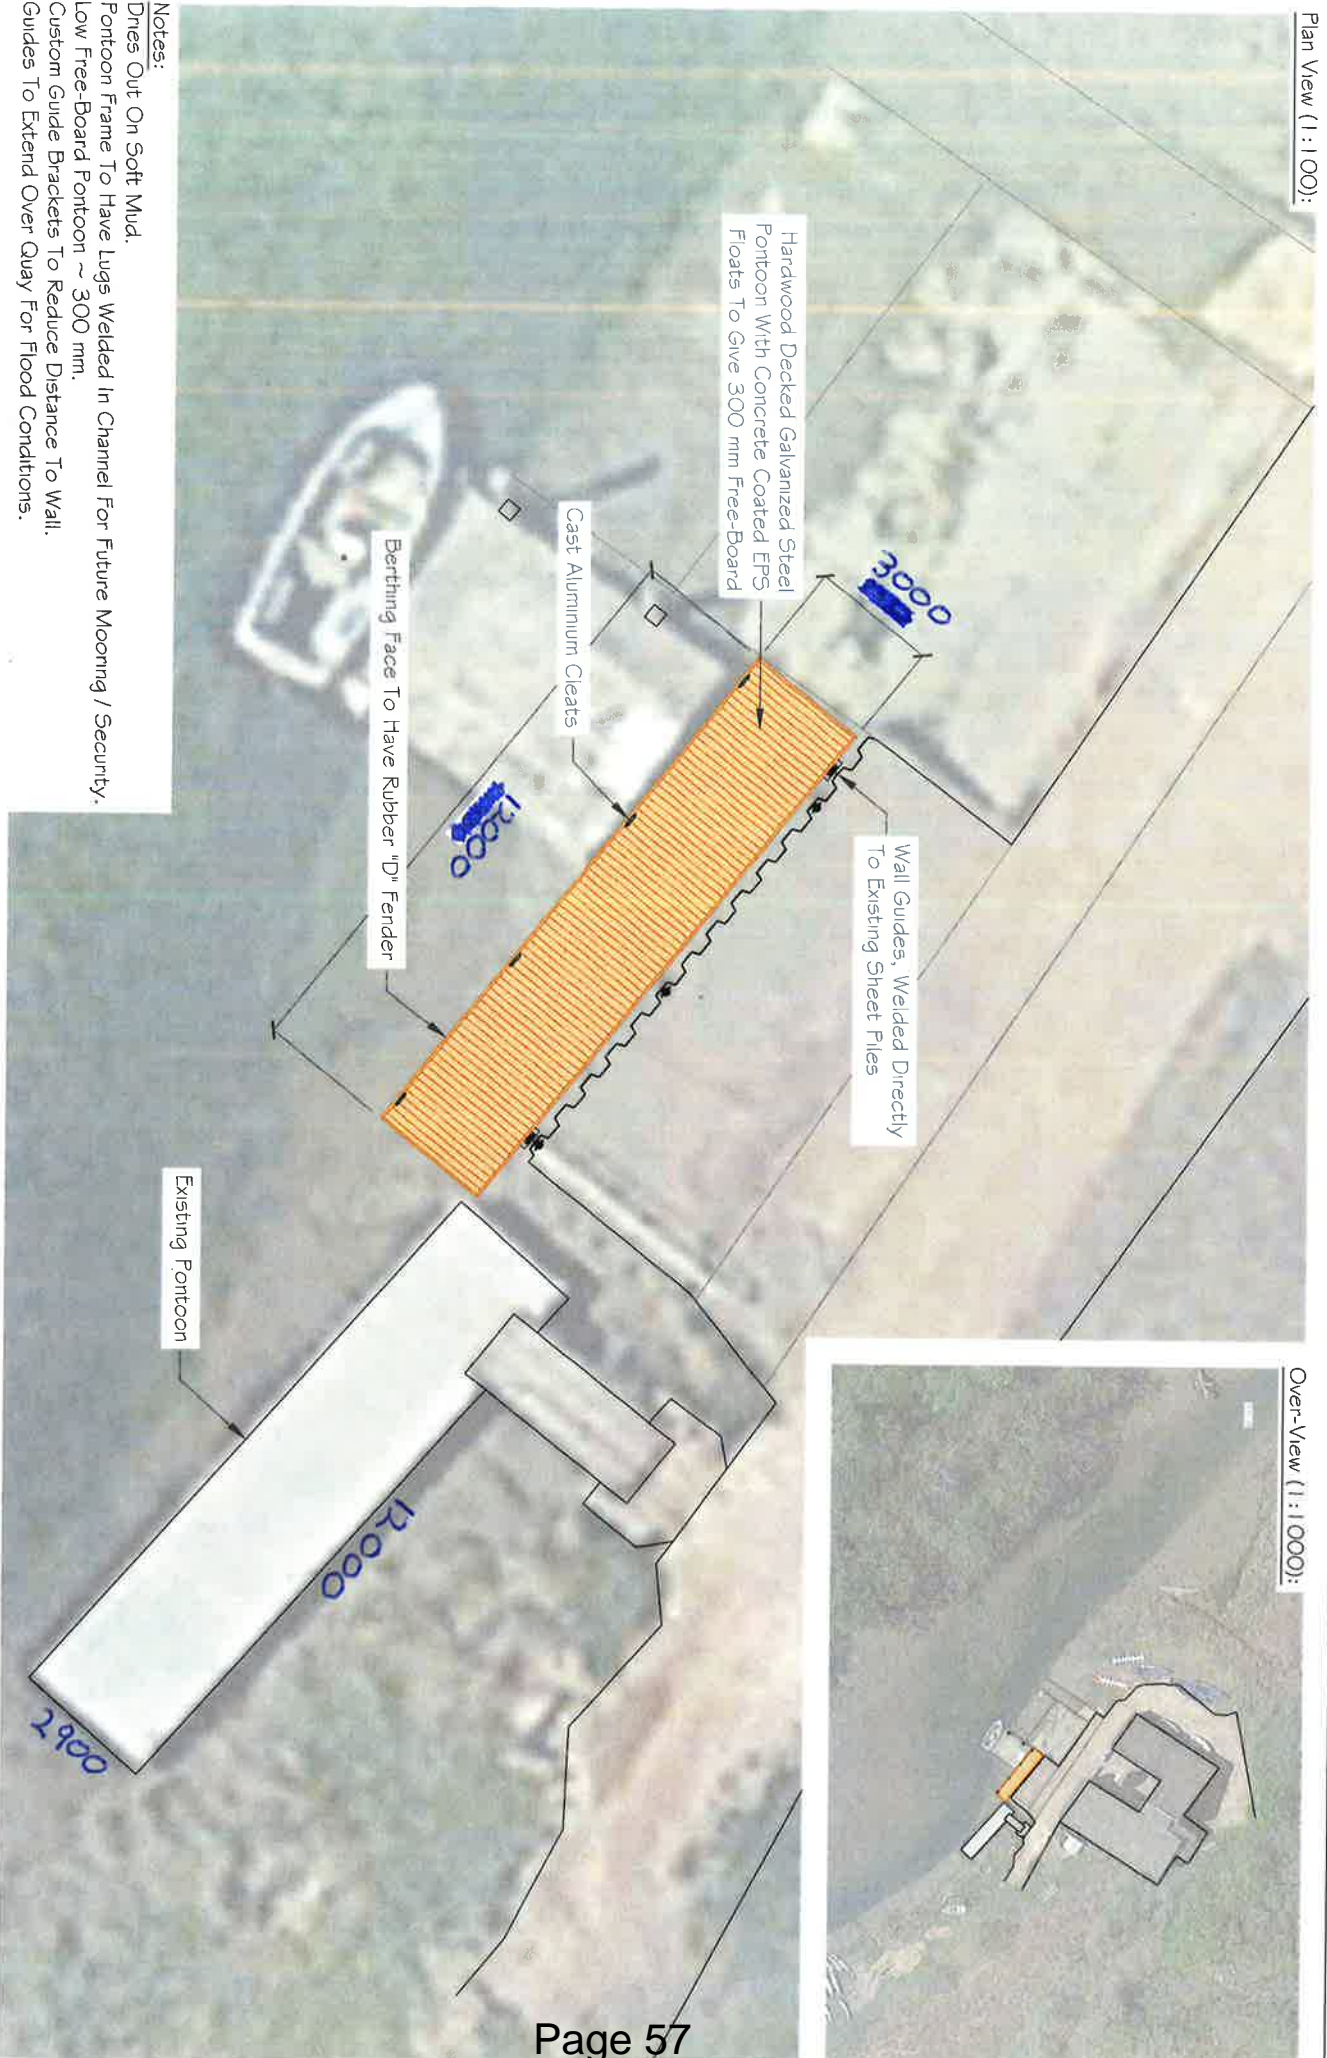 Plan View (1:100):
Over-View (1:1000):
3000
Hardwood Decked Galvanized Steel
Pontoon With Concrete Coated EPS
Floats To Give 300 mm Free-Board
Wall Guides, Welded Directly
To Existing Sheet Piles
Cast Aluminium Cleats
12000
Berthing Face To Have Rubber "D" Fender
Existing Pontoon
12000
2900
Notes:
Dries Out On Soft Mud.
Pontoon Frame To Have Lugs Welded In Channel For Future Mooring / Security.
Low Free-Board Pontoon ~ 300 mm.
Custom Guide Brackets To Reduce Distance To Wall.
Guides To Extend Over Quay For Flood Conditions.
Page 57